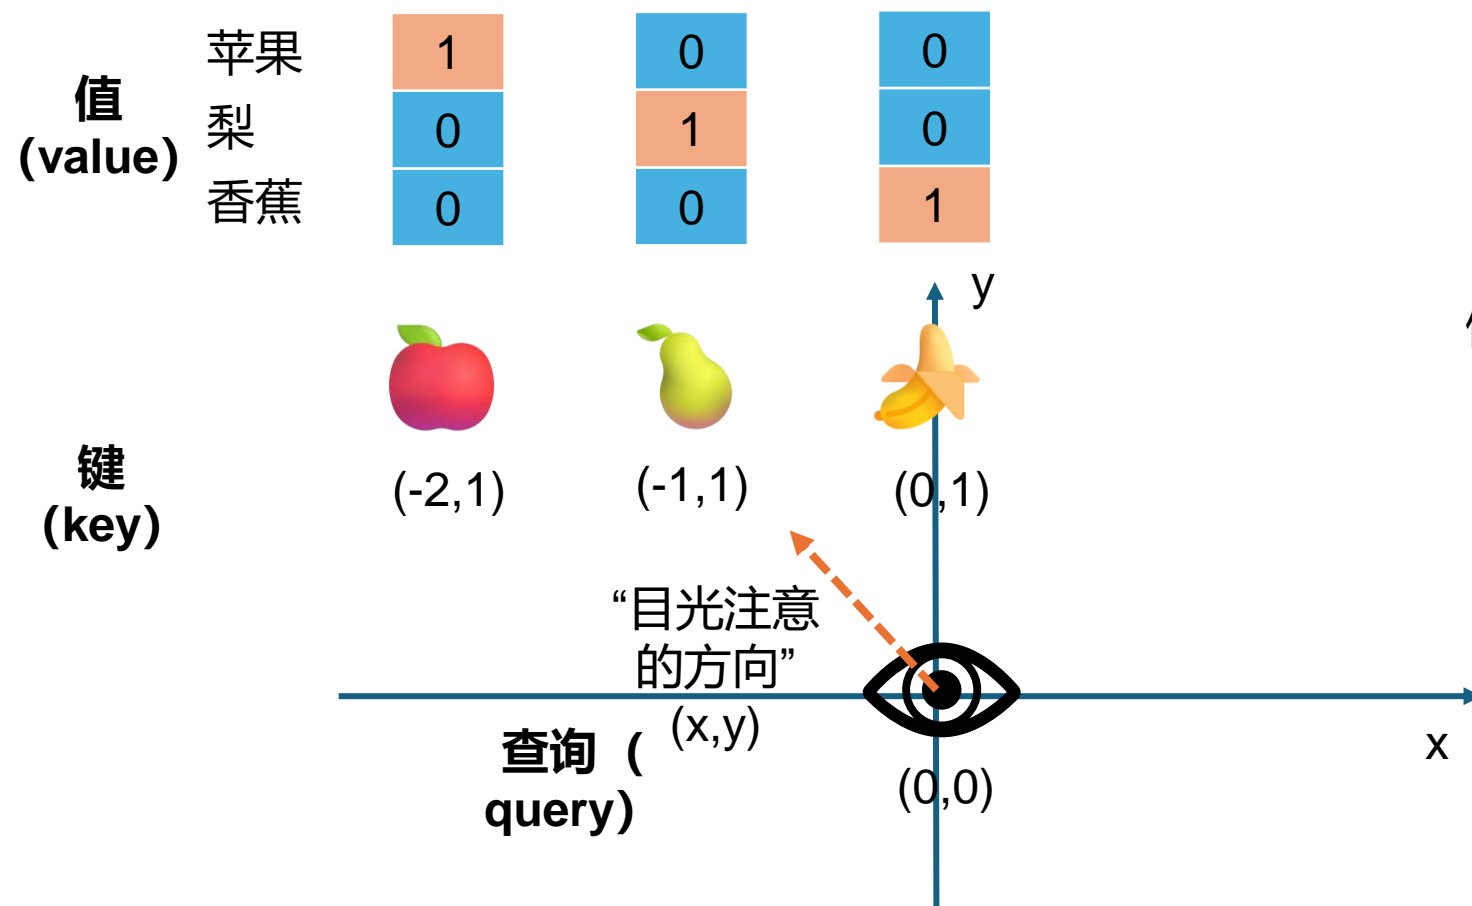 苹果 1 0 0
值
(value)
梨 0 1 0
香蕉 0 0 1
y
键
(key)
(-2,1) (-1,1) (0,1)
“目光注意
的方向”
(x,y)
查询（
query)
x
(0,0)